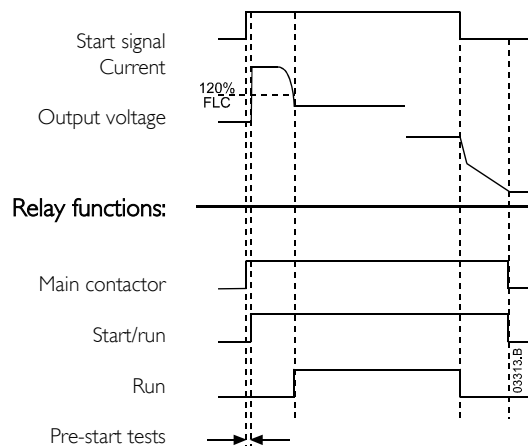 Start signal
Current
120%
FLC
Output voltage
Relay functions:
Main contactor
Start/run
Run
03313.B
Pre-start tests